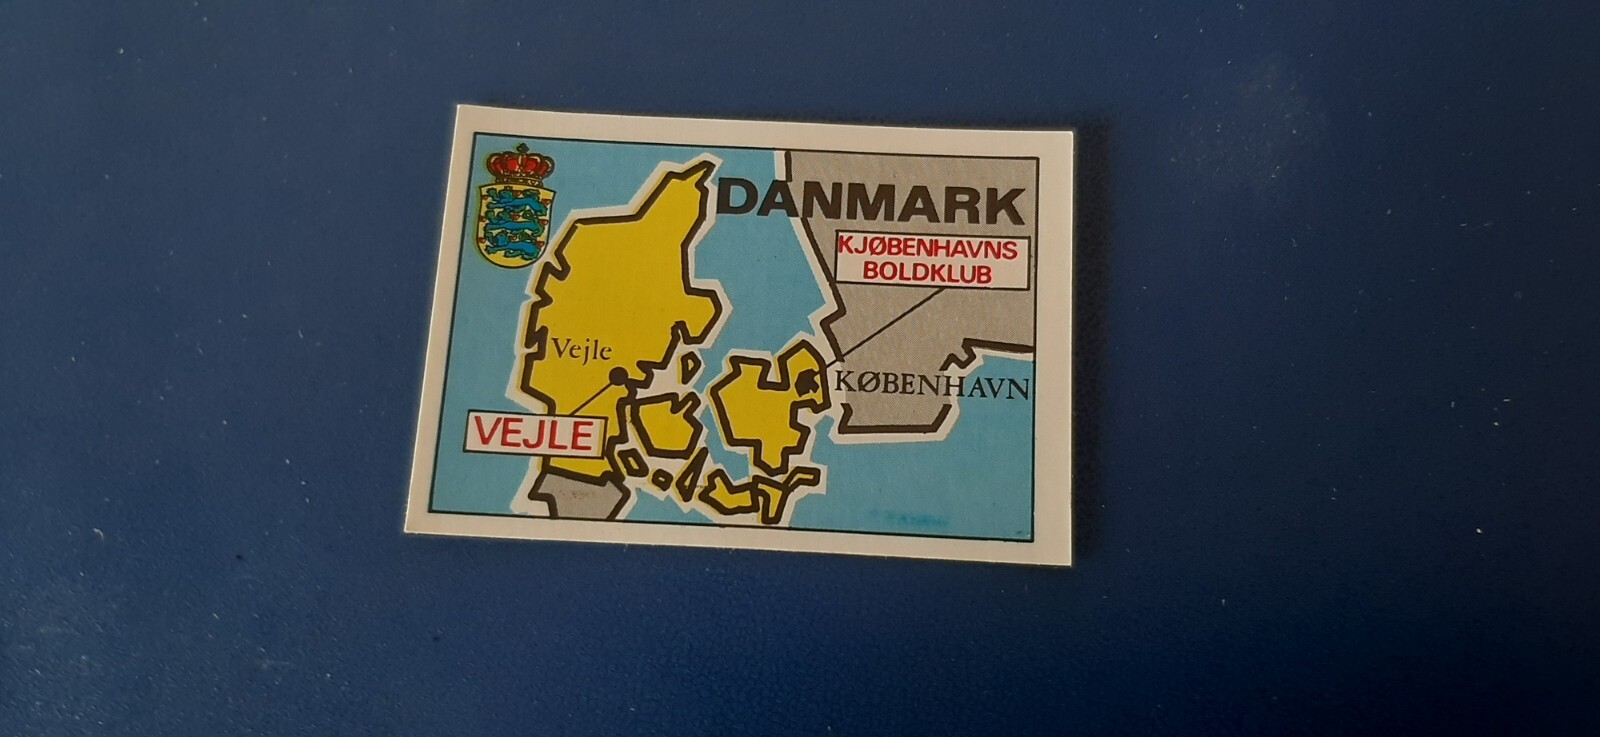 DANMARK
KJØBENHAVNS
BOLDKLUB
Vejle
KØBENHAVN
VEJLE